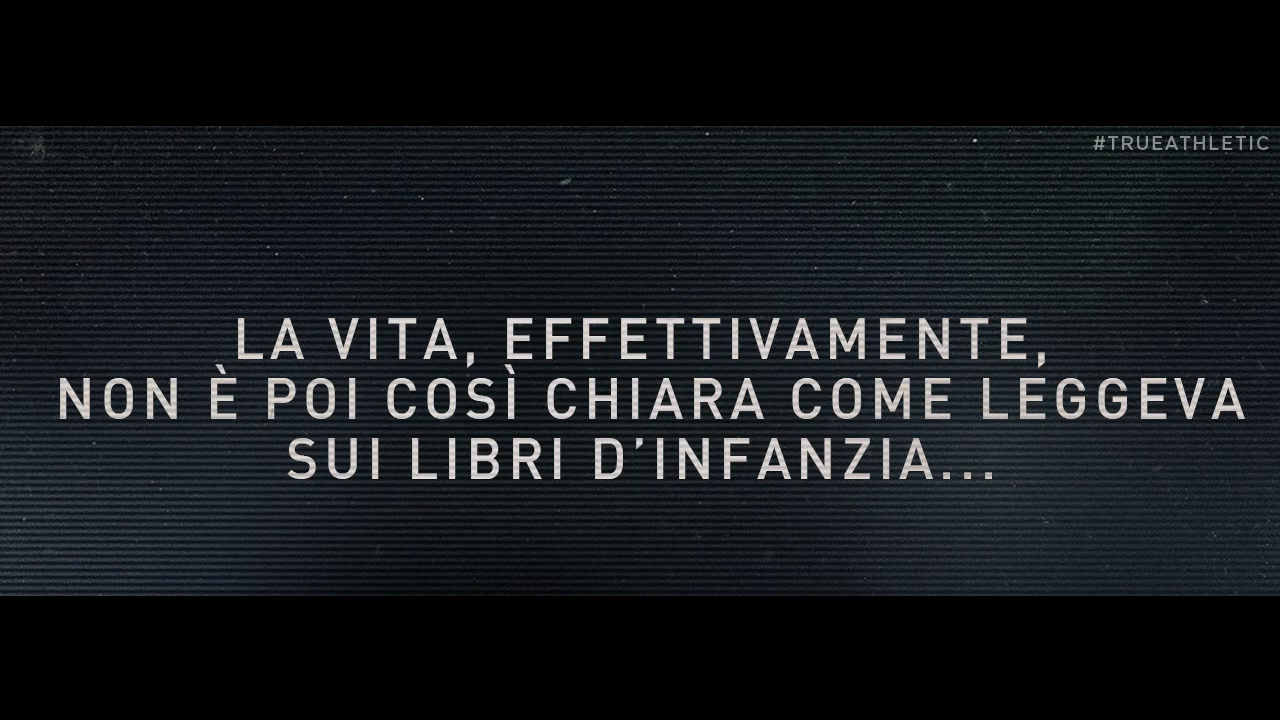 #TRUEATHLETIC
LA VITA, EFFETTIVAMENTE,
NON È POI COSÌ CHIARA COME LEGGEVA
SUI LIBRI D'INFANZIA...